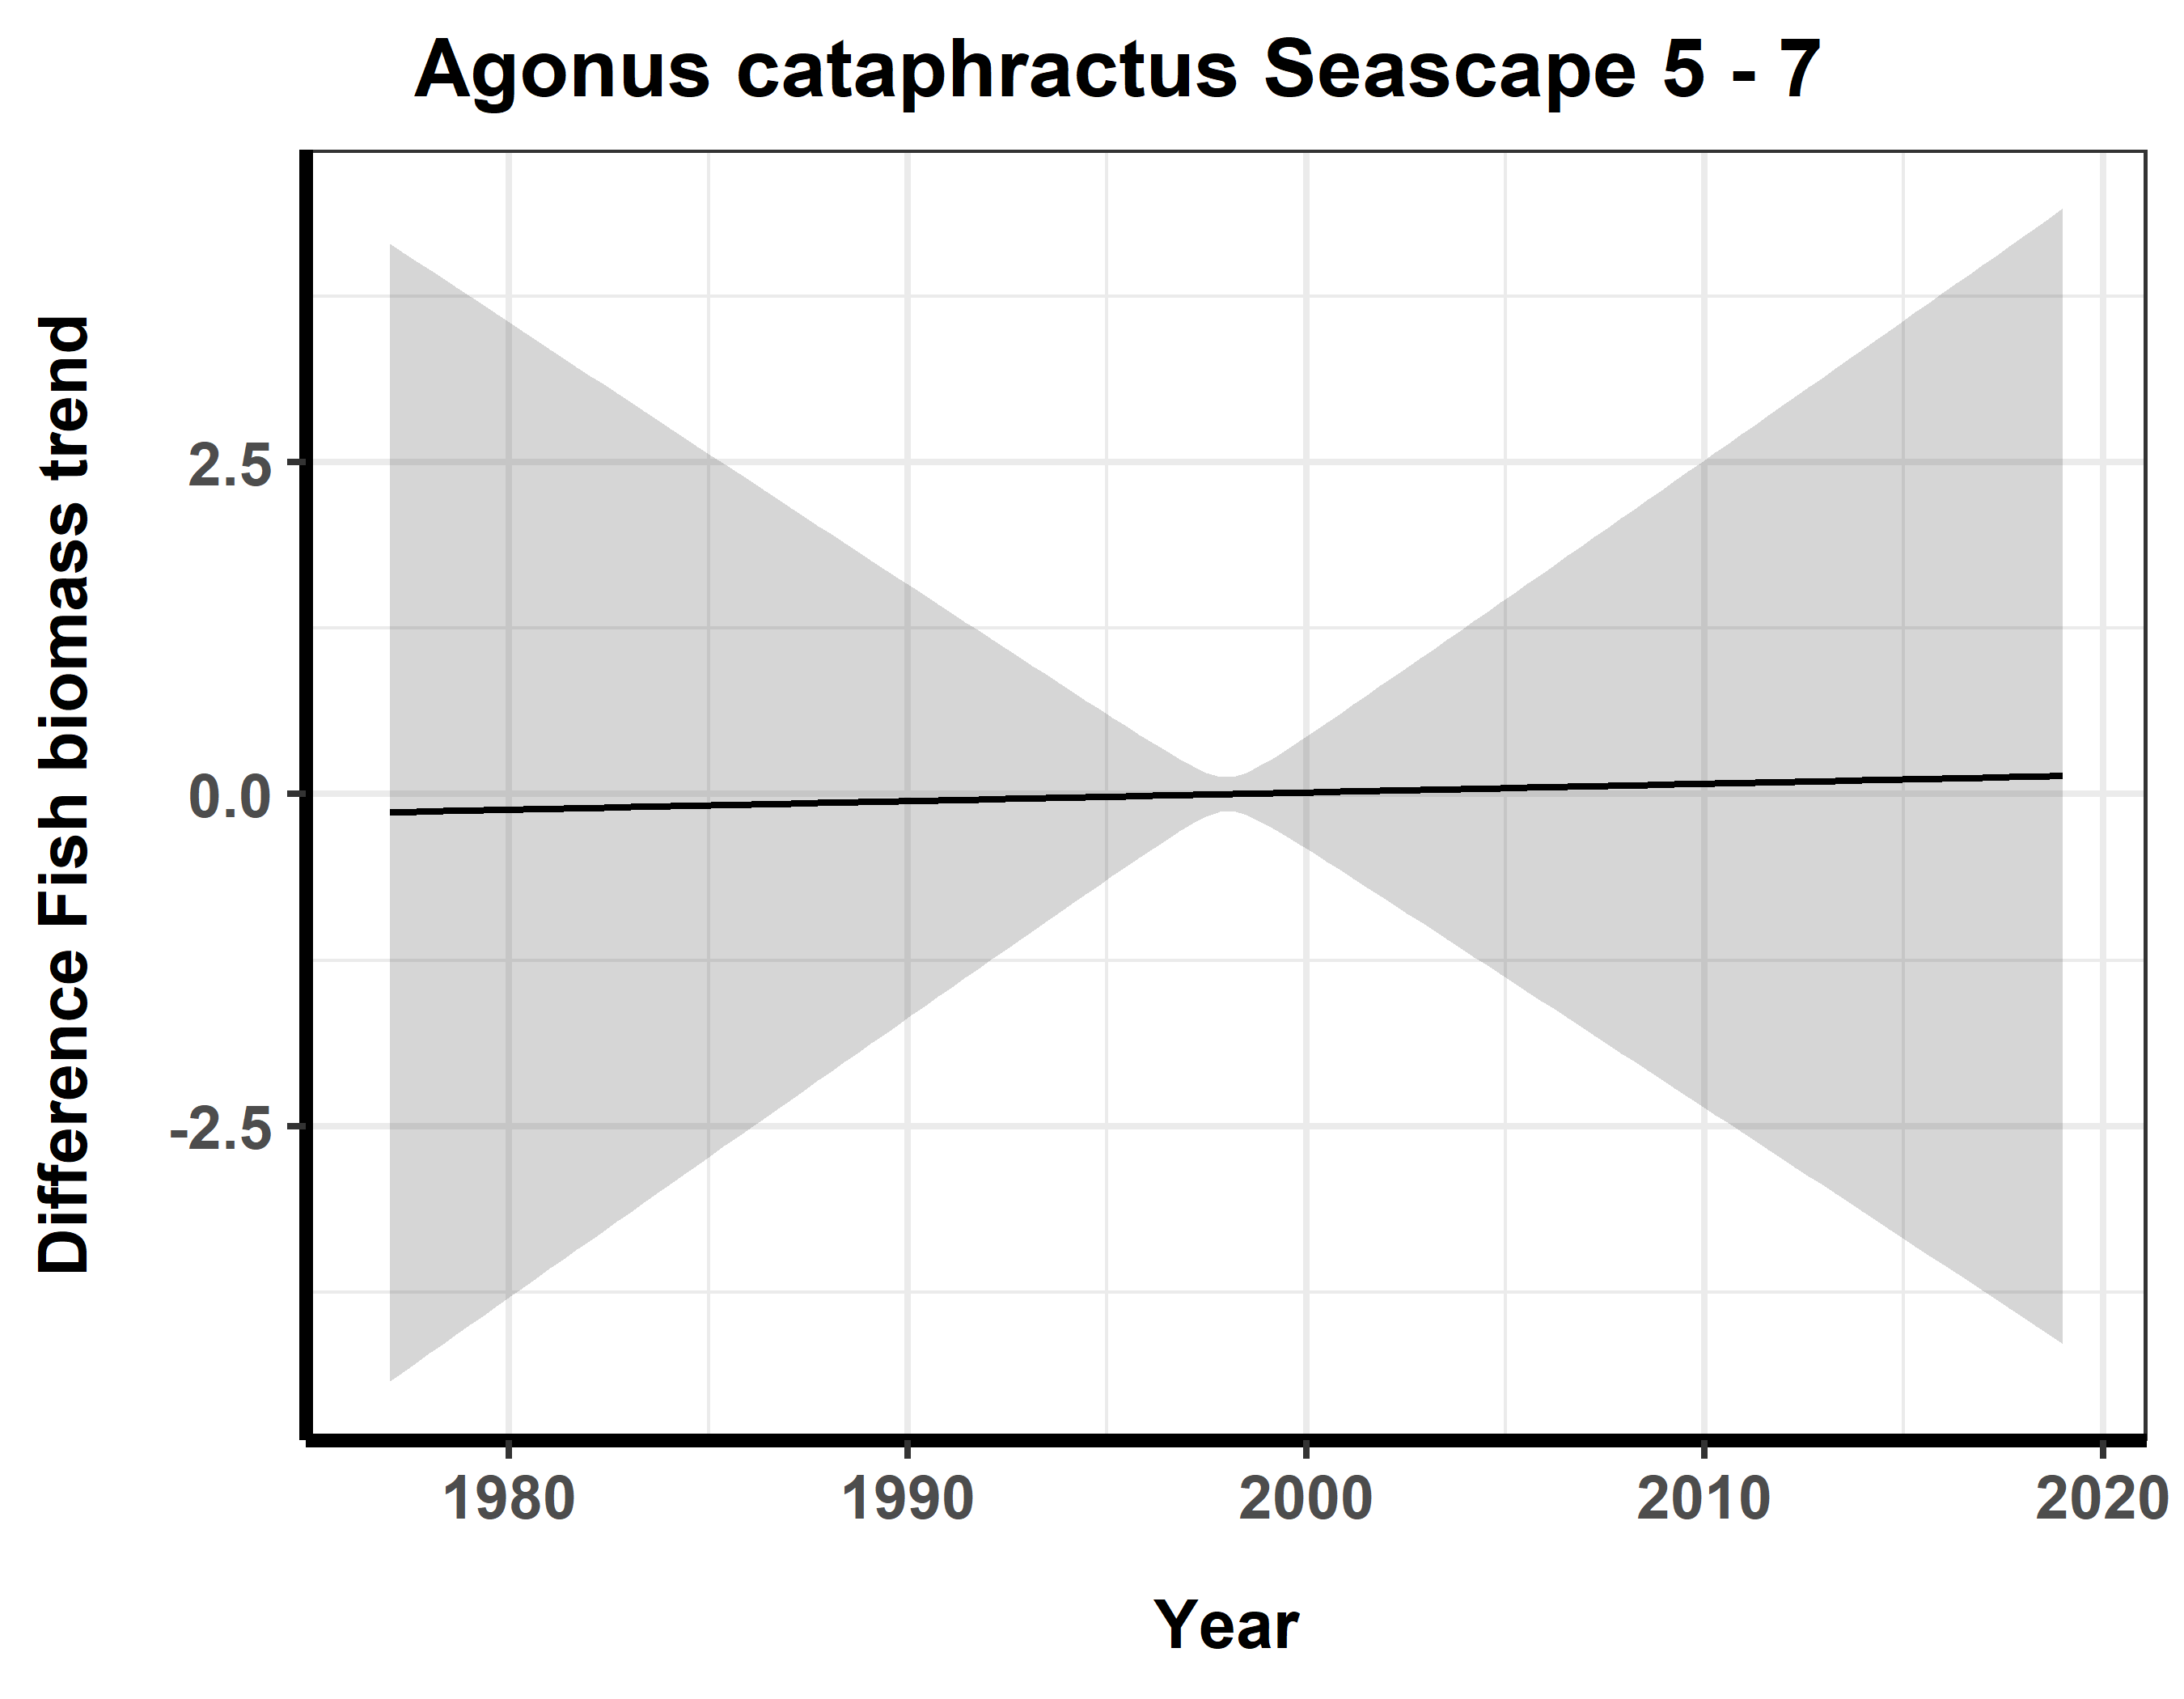 Agonus cataphractus Seascape 5 - 7
Difference Fish biomass trend
2.5
0.0
-2.5
1980 1990 2000 2010 2020
Year